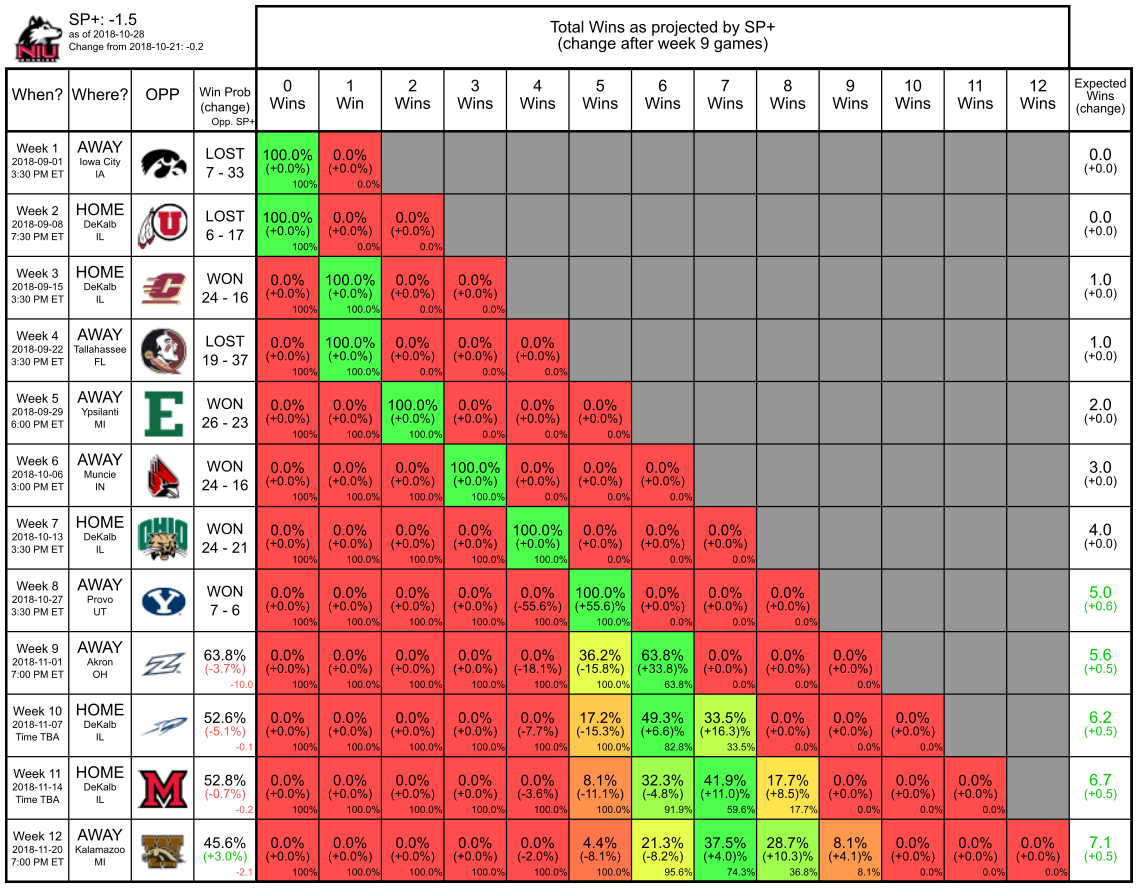 SP+: -1.5
as of 2018-10-28
Change from 2018-10-21: -0.2
NIU
HUSKIES
Total Wins as projected by SP+
(change after week 9 games)
When? Where? OPP Win Prob (change) Opp. SP+ 0 Wins 1 Win 2 Wins 3 Wins 4 Wins 5 Wins 6 Wins 7 Wins 8 Wins 9 Wins 10 Wins 11 Wins 12 Wins Expected Wins (change)
Week 1 AWAY LOST 100.0% 0.0% 0.0
2018-09-01 Iowa City 7 - 33 (+0.0%) (+0.0%) (+0.0)
3:30 PM ET IA 100% 0.0%
Week 2 HOME U LOST 100.0% 0.0% 0.0% 0.0
2018-09-08 DeKalb 6 - 17 (+0.0%) (+0.0%) (+0.0%) (+0.0)
7:30 PM ET IL 100% 0.0% 0.0%
Week 3 HOME C WON 0.0% 100.0% 0.0% 0.0% 1.0
2018-09-15 DeKalb 24 - 16 (+0.0%) (+0.0%) (+0.0%) (+0.0%) (+0.0)
3:30 PM ET IL 100% 100.0% 0.0% 0.0%
Week 4 AWAY LOST 0.0% 100.0% 0.0% 0.0% 0.0% 1.0
2018-09-22 Tallahassee 19 - 37 (+0.0%) (+0.0%) (+0.0%) (+0.0%) (+0.0%) (+0.0)
3:30 PM ET FL 100% 100.0% 0.0% 0.0% 0.0%
Week 5 AWAY E WON 0.0% 0.0% 100.0% 0.0% 0.0% 0.0% 2.0
2018-09-29 Ypsilanti 26 - 23 (+0.0%) (+0.0%) (+0.0%) (+0.0%) (+0.0%) (+0.0%) (+0.0)
6:00 PM ET MI 100% 100.0% 100.0% 0.0% 0.0% 0.0%
Week 6 AWAY WON 0.0% 0.0% 0.0% 100.0% 0.0% 0.0% 0.0% 3.0
2018-10-06 Muncie 24 - 16 (+0.0%) (+0.0%) (+0.0%) (+0.0%) (+0.0%) (+0.0%) (+0.0%) (+0.0)
3:00 PM ET IN 100% 100.0% 100.0% 100.0% 0.0% 0.0% 0.0%
Week 7 HOME OHIO WON 0.0% 0.0% 0.0% 0.0% 100.0% 0.0% 0.0% 0.0% 4.0
2018-10-13 DeKalb 24 - 21 (+0.0%) (+0.0%) (+0.0%) (+0.0%) (+0.0%) (+0.0%) (+0.0%) (+0.0%) (+0.0)
3:30 PM ET IL 100% 100.0% 100.0% 100.0% 100.0% 0.0% 0.0% 0.0%
Week 8 AWAY Y WON 0.0% 0.0% 0.0% 0.0% 0.0% 100.0% 0.0% 0.0% 0.0% 5.0
2018-10-27 Provo 7 - 6 (+0.0%) (+0.0%) (+0.0%) (+0.0%) (-55.6%) (+55.6)% (+0.0%) (+0.0%) (+0.0%) (+0.6)
3:30 PM ET UT 100% 100.0% 100.0% 100.0% 100.0% 100.0% 0.0% 0.0% 0.0%
Week 9 AWAY 63.8% 0.0% 0.0% 0.0% 0.0% 0.0% 36.2% 63.8% 0.0% 0.0% 0.0% 5.6
2018-11-01 Akron (-3.7%) (+0.0%) (+0.0%) (+0.0%) (+0.0%) (-18.1%) (-15.8%) (+33.8)% (+0.0%) (+0.0%) (+0.0%) (+0.5)
7:00 PM ET OH -10.0 100% 100.0% 100.0% 100.0% 100.0% 100.0% 63.8% 0.0% 0.0% 0.0%
Week 10 HOME 52.6% 0.0% 0.0% 0.0% 0.0% 0.0% 17.2% 49.3% 33.5% 0.0% 0.0% 0.0% 6.2
2018-11-07 DeKalb (-5.1%) (+0.0%) (+0.0%) (+0.0%) (+0.0%) (-7.7%) (-15.3%) (+6.6)% (+16.3)% (+0.0%) (+0.0%) (+0.0%) (+0.5)
Time TBA IL -0.1 100% 100.0% 100.0% 100.0% 100.0% 100.0% 82.8% 33.5% 0.0% 0.0% 0.0%
Week 11 HOME M 52.8% 0.0% 0.0% 0.0% 0.0% 0.0% 8.1% 32.3% 41.9% 17.7% 0.0% 0.0% 0.0% 6.7
2018-11-14 DeKalb (-0.7%) (+0.0%) (+0.0%) (+0.0%) (+0.0%) (-3.6%) (-11.1%) (-4.8%) (+11.0)% (+8.5)% (+0.0%) (+0.0%) (+0.0%) (+0.5)
Time TBA IL -0.2 100% 100.0% 100.0% 100.0% 100.0% 100.0% 91.9% 59.6% 17.7% 0.0% 0.0% 0.0%
Week 12 AWAY W 45.6% 0.0% 0.0% 0.0% 0.0% 0.0% 4.4% 21.3% 37.5% 28.7% 8.1% 0.0% 0.0% 0.0% 7.1
2018-11-20 Kalamazoo (+3.0%) (+0.0%) (+0.0%) (+0.0%) (+0.0%) (-2.0%) (-8.1%) (-8.2%) (+4.0)% (+10.3)% (+4.1)% (+0.0%) (+0.0%) (+0.0%) (+0.5)
7:00 PM ET MI -2.1 100% 100.0% 100.0% 100.0% 100.0% 100.0% 95.6% 74.3% 36.8% 8.1% 0.0% 0.0% 0.0%